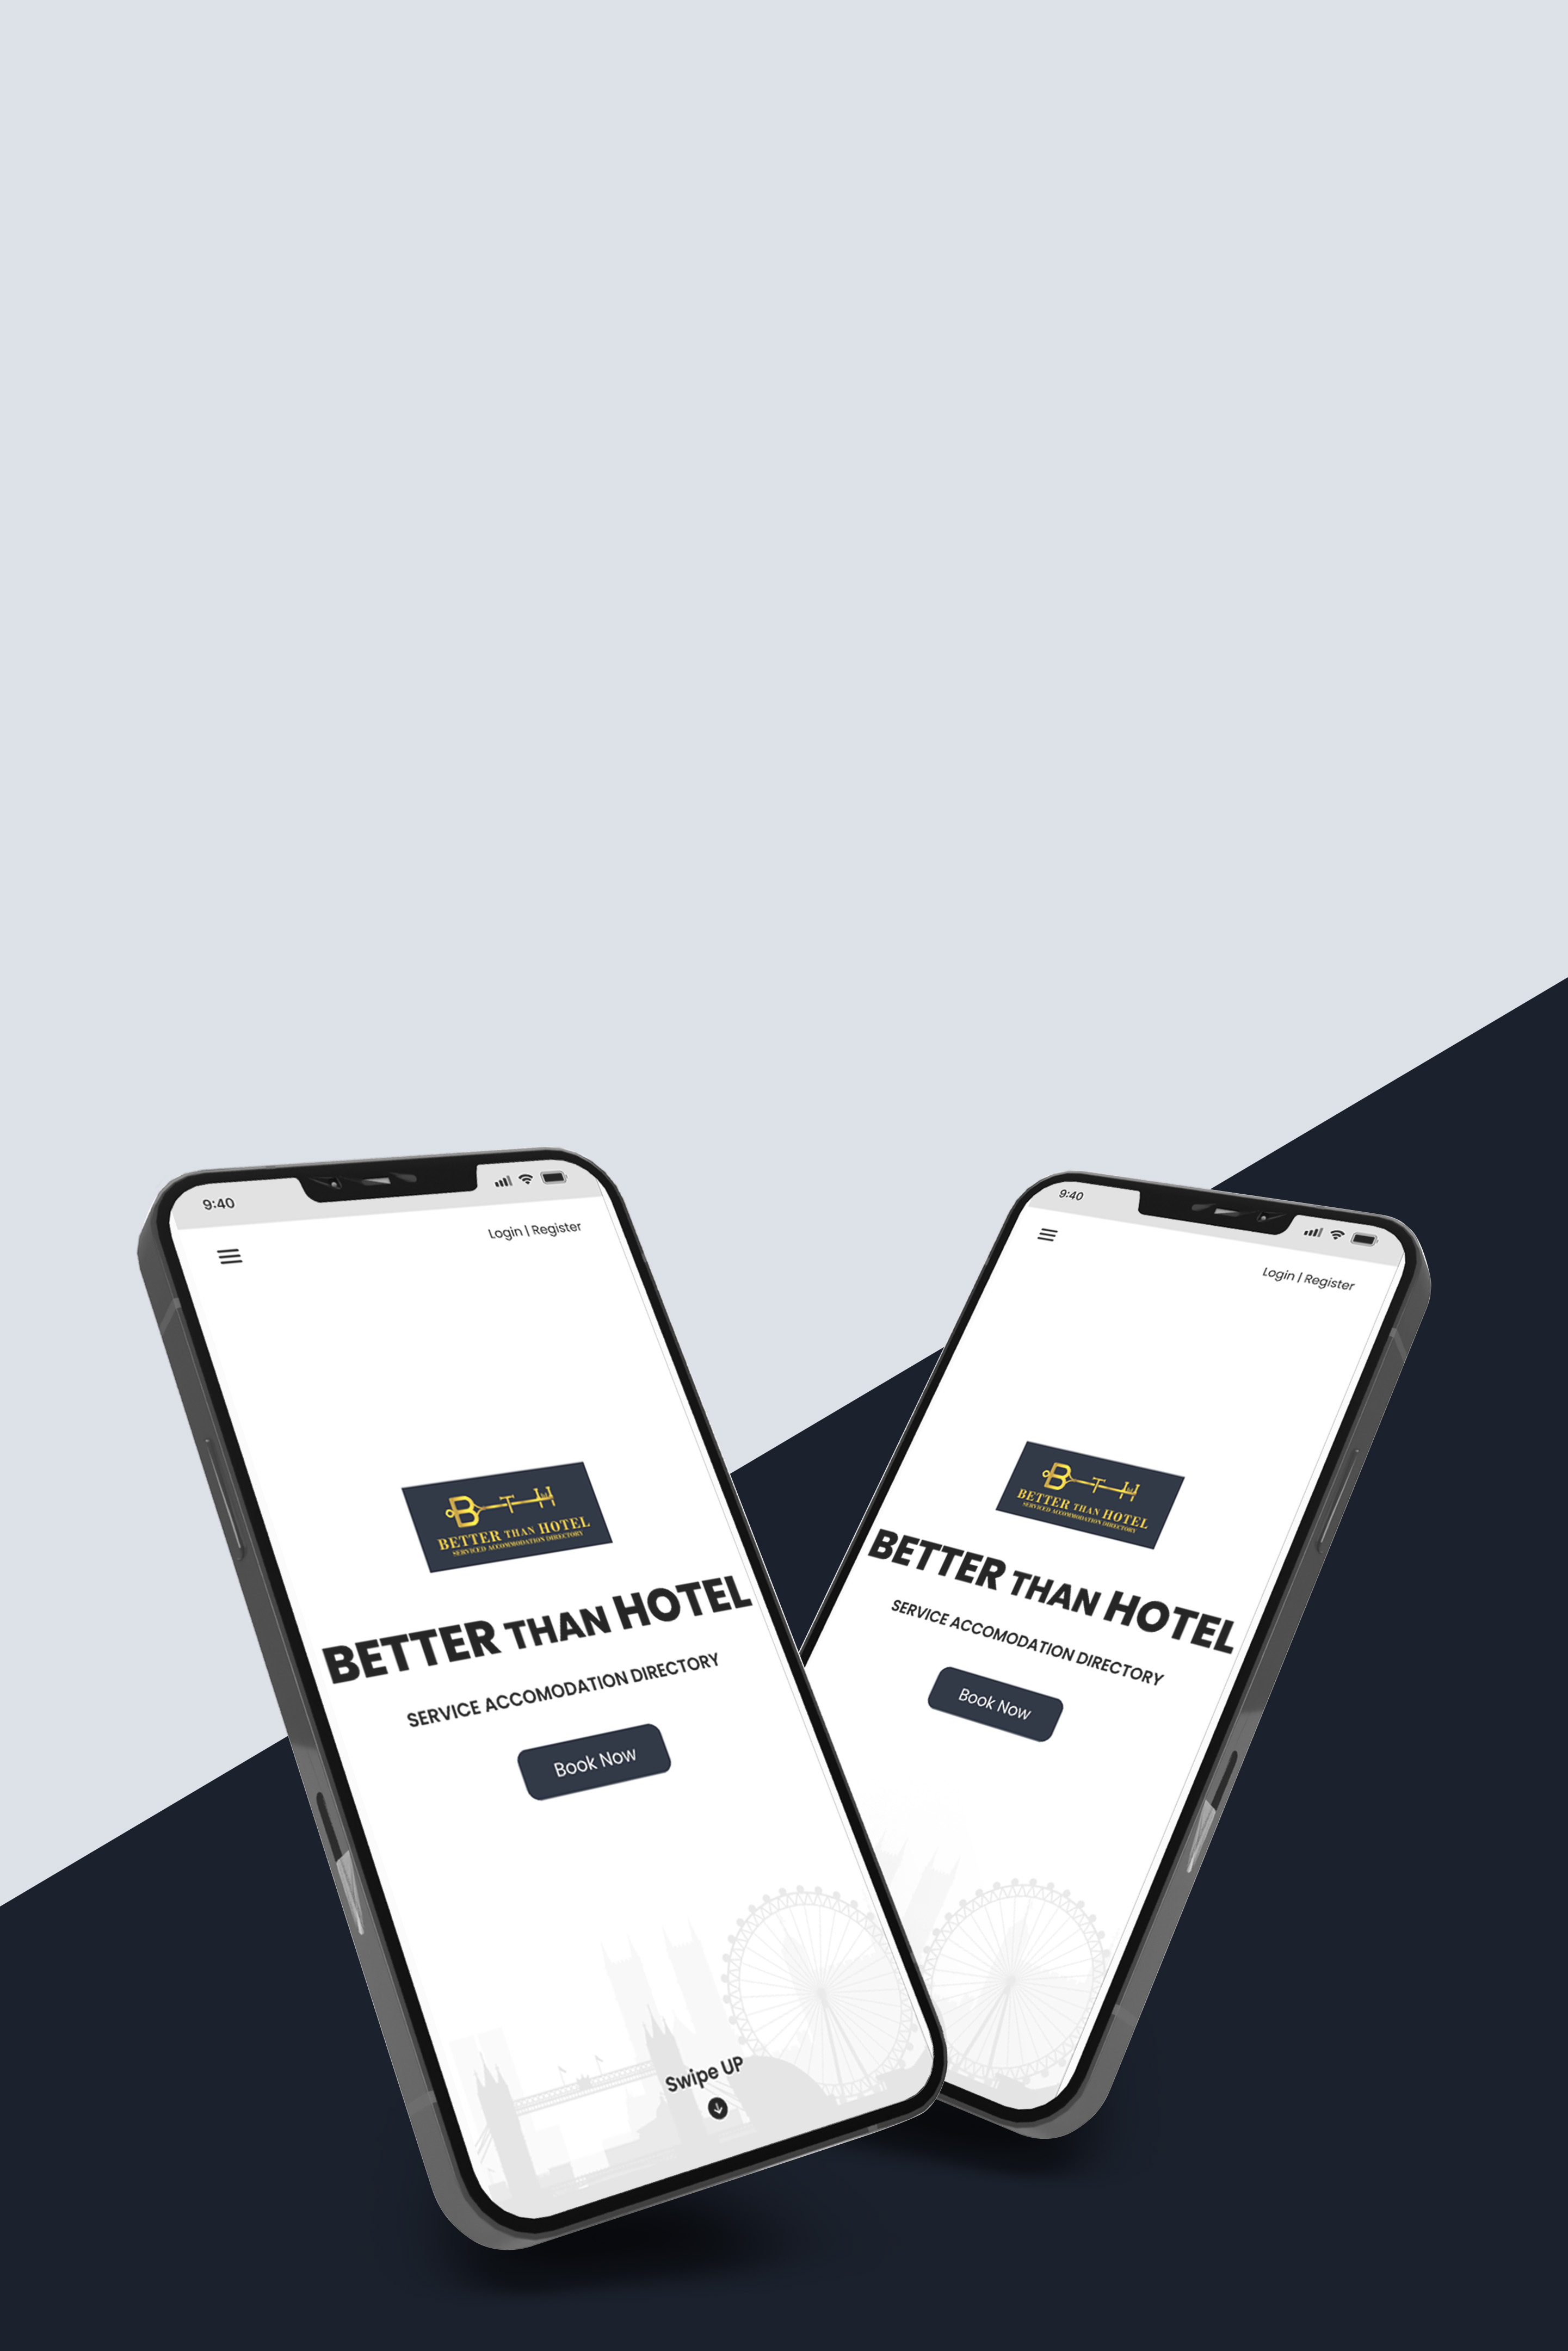 9:40
Login | Register
B T H
BETTER THAN HOTEL
SERVICED ACCOMMODATION DIRECTORY
BETTER THAN HOTEL
SERVICE ACCOMODATION DIRECTORY
Book Now
Swipe UP
9:40
Login | Register
B T H
BETTER THAN HOTEL
SERVICED ACCOMMODATION DIRECTORY
BETTER THAN HOTEL
SERVICE ACCOMODATION DIRECTORY
Book Now